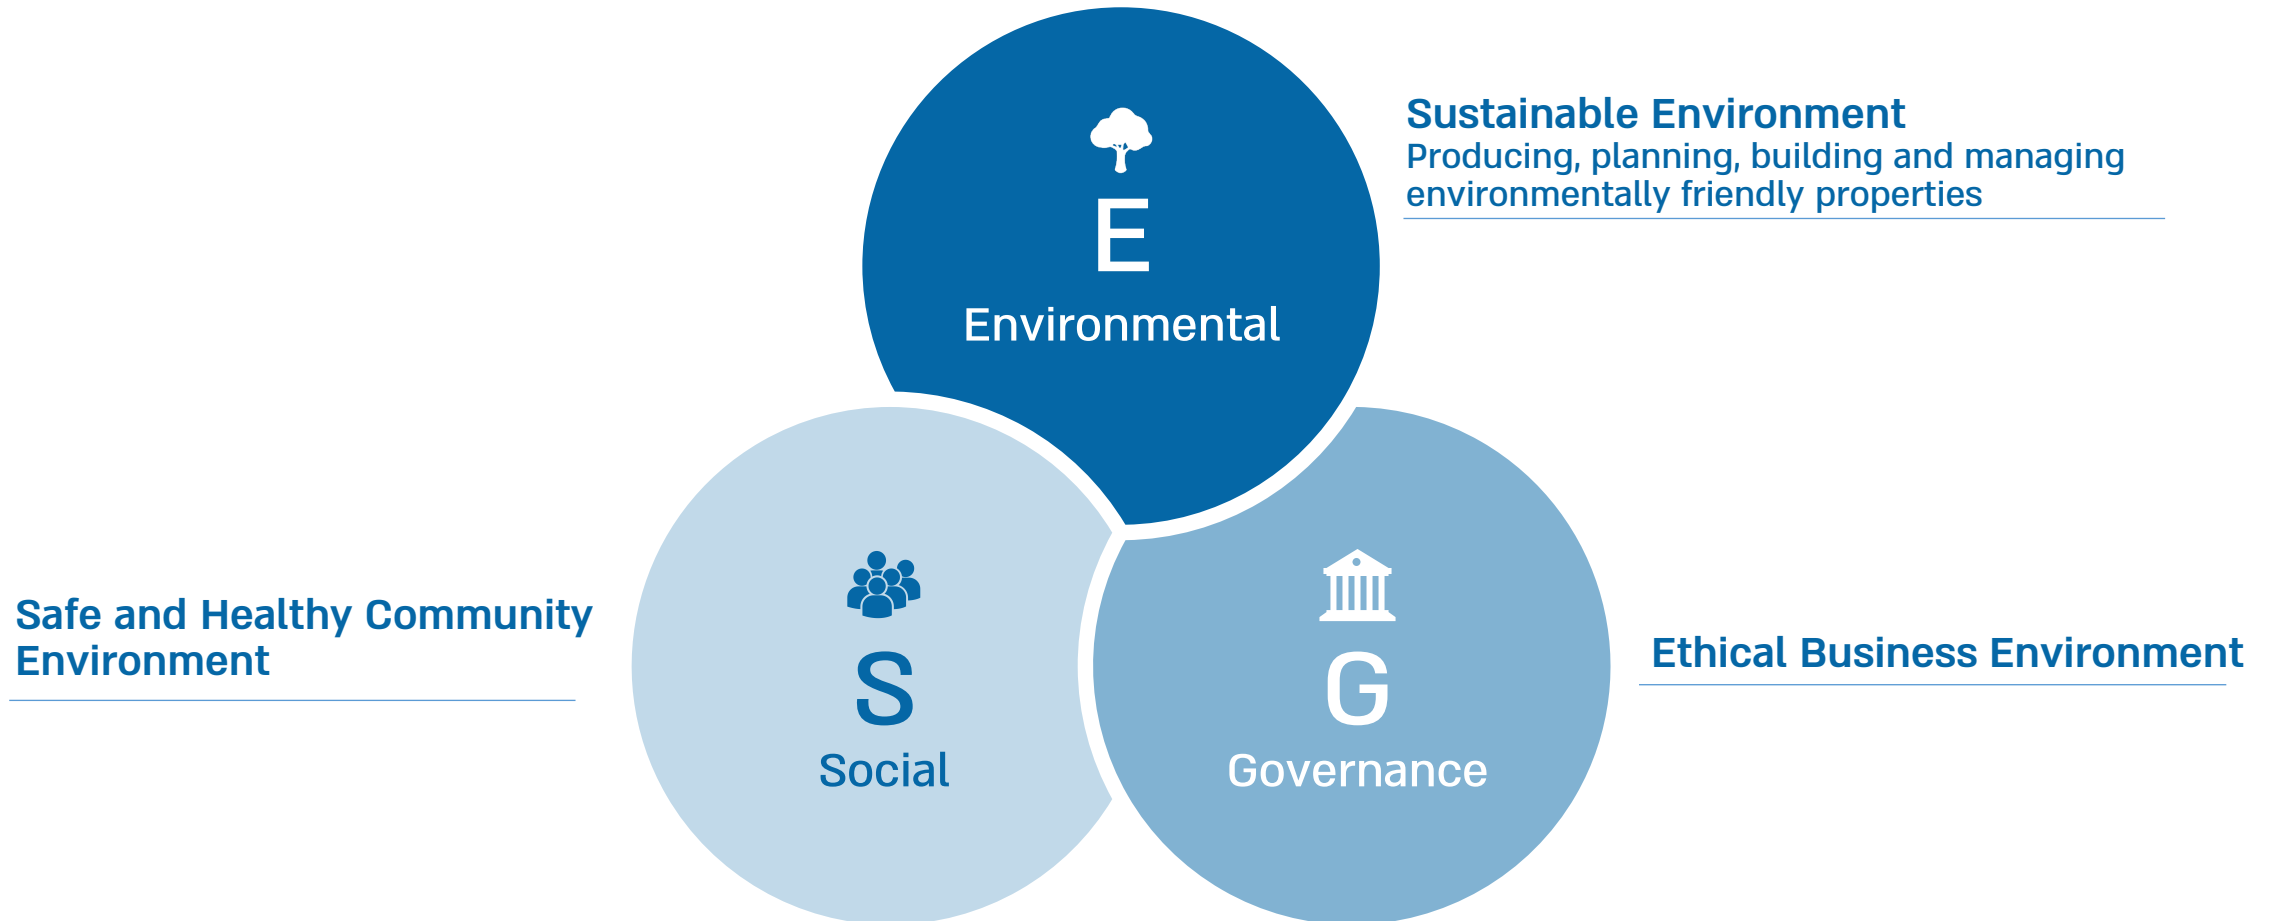 E
Environmental
Sustainable Environment
Producing, planning, building and managing
environmentally friendly properties
Safe and Healthy Community
Environment
S
Social
G
Governance
Ethical Business Environment